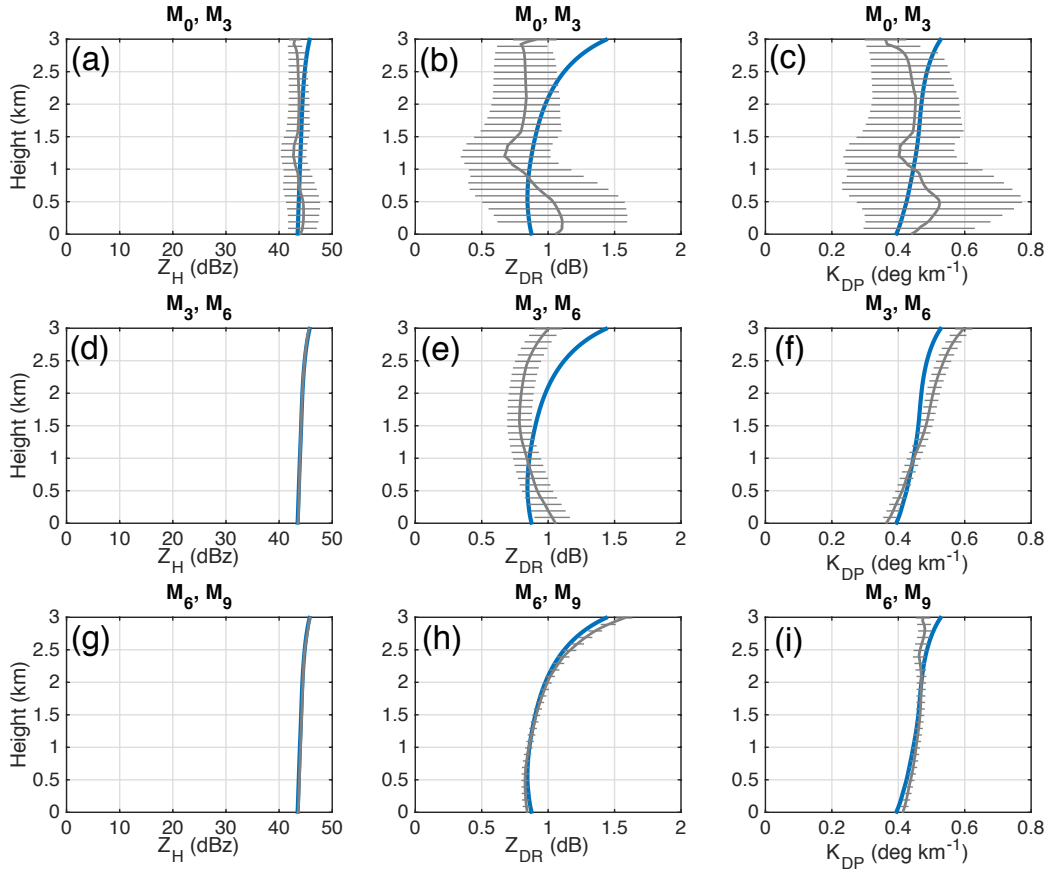 M0, M3 M0, M3 M0, M3
(a) (b) (c)
Height (km)
3
2.5
2
1.5
1
0.5
0
0 10 20 30 40 50 0 0.5 1 1.5 2 0 0.2 0.4 0.6 0.8
ZH (dBz) ZDR (dB) KDP (deg km-1)
M3, M6 M3, M6 M3, M6
(d) (e) (f)
Height (km)
3
2.5
2
1.5
1
0.5
0
0 10 20 30 40 50 0 0.5 1 1.5 2 0 0.2 0.4 0.6 0.8
ZH (dBz) ZDR (dB) KDP (deg km-1)
M6, M9 M6, M9 M6, M9
(g) (h) (i)
Height (km)
3
2.5
2
1.5
1
0.5
0
0 10 20 30 40 50 0 0.5 1 1.5 2 0 0.2 0.4 0.6 0.8
ZH (dBz) ZDR (dB) KDP (deg km-1)